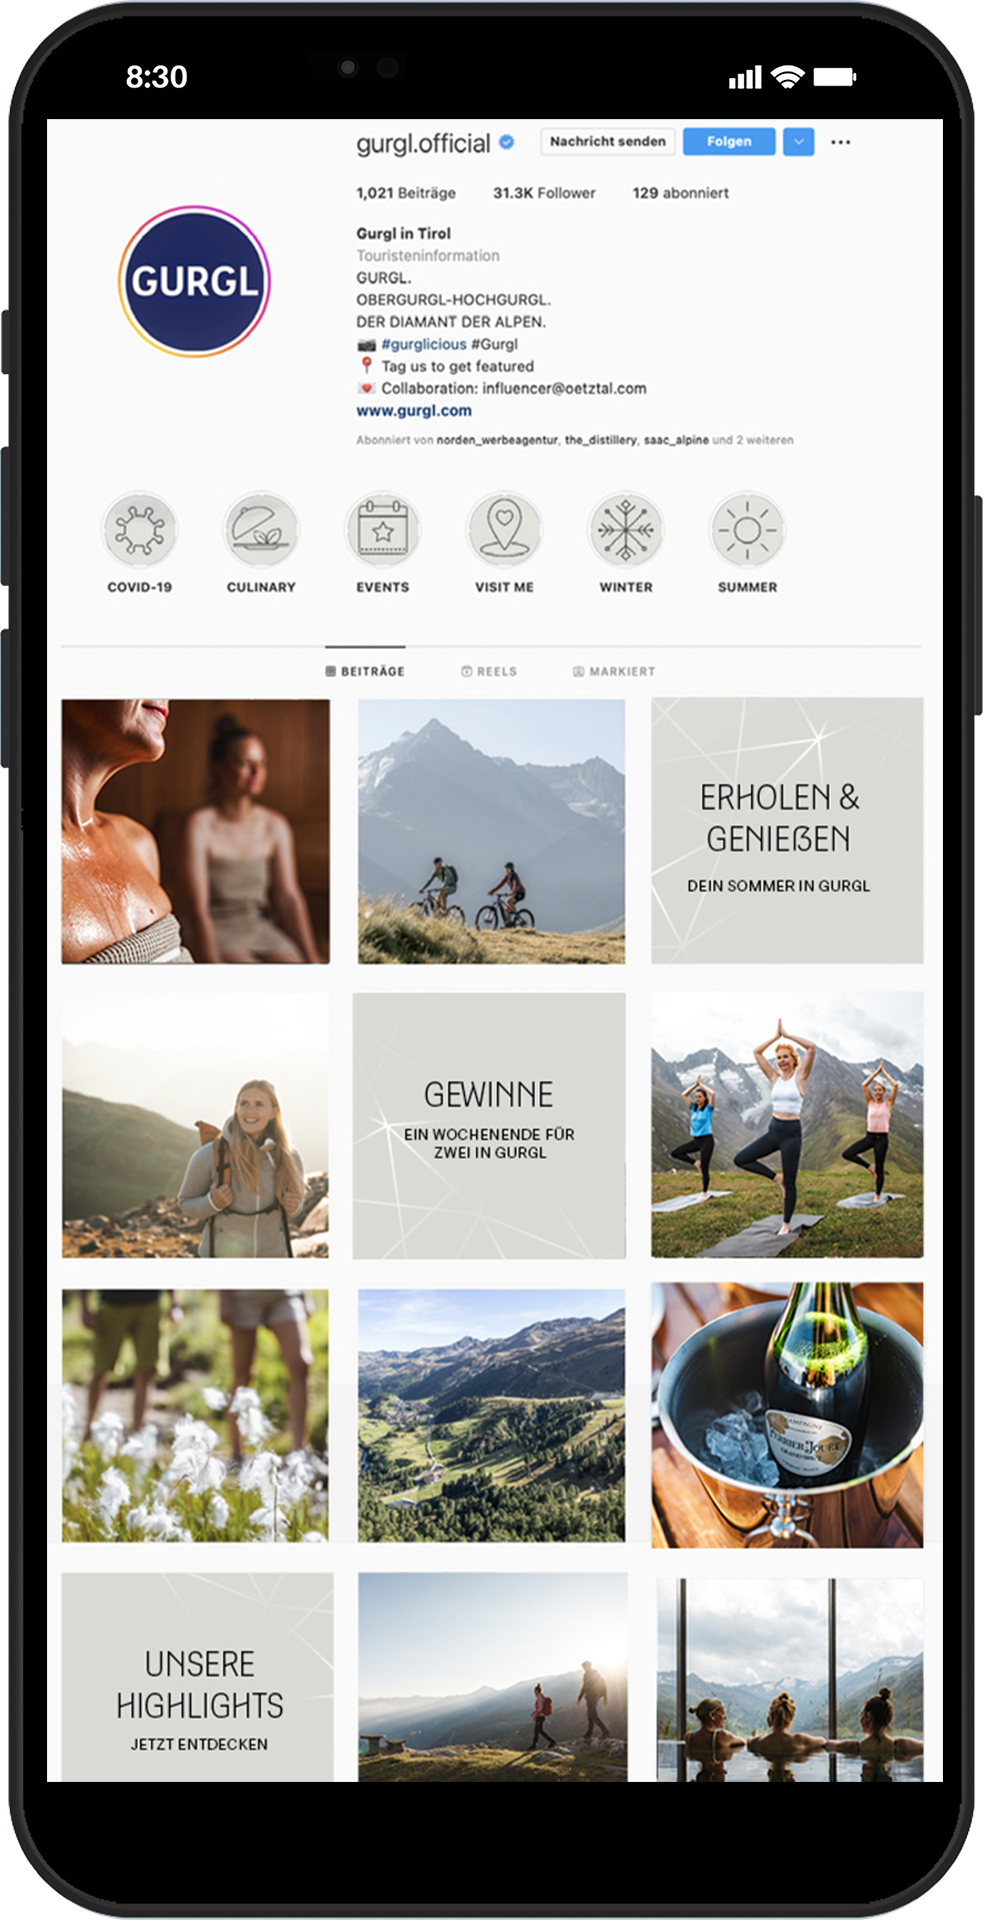 8:30
gurgl.official
Nachricht senden
Folgen
1,021 Beiträge 31.3K Follower 129 abonniert
GURGL
Gurgl in Tirol
Touristeninformation
GURGL.
OBERGURGL-HOCHGURGL.
DER DIAMANT DER ALPEN.
#gurglicious #Gurgl
Tag us to get featured
Collaboration: influencer@oetztal.com
www.gurgl.com
Abonniert von norden_werbeagentur, the_distillery, saac_alpine und 2 weiteren
COVID-19
CULINARY
EVENTS
VISIT ME
WINTER
SUMMER
BEITRÄGE
REELS
MARKIERT
ERHOLEN &
GENIEßEN
DEIN SOMMER IN GURGL
GEWINNE
EIN WOCHENENDE FÜR
ZWEI IN GURGL
PERRIER-JOUËT
GRAND BRUT
UNSERE
HIGHLIGHTS
JETZT ENTDECKEN